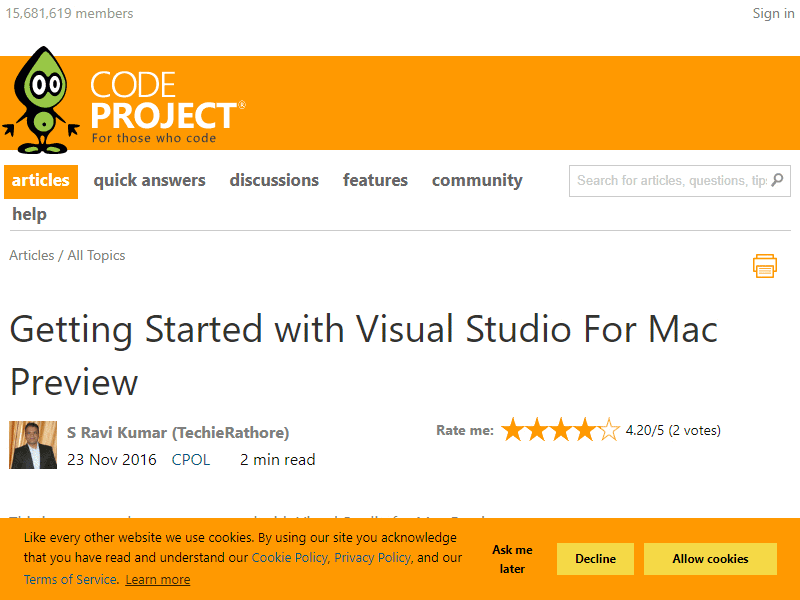 15,681,619 members
Sign in
CODE
PROJECT®
For those who code
articles quick answers discussions features community
Search for articles, questions, tips
help
Articles / All Topics
Getting Started with Visual Studio For Mac
Preview
S Ravi Kumar (TechieRathore)
Rate me: 4.20/5 (2 votes)
23 Nov 2016 CPOL 2 min read
Like every other website we use cookies. By using our site you acknowledge
that you have read and understand our Cookie Policy, Privacy Policy, and our
Terms of Service. Learn more
Ask me
later
Decline
Allow cookies